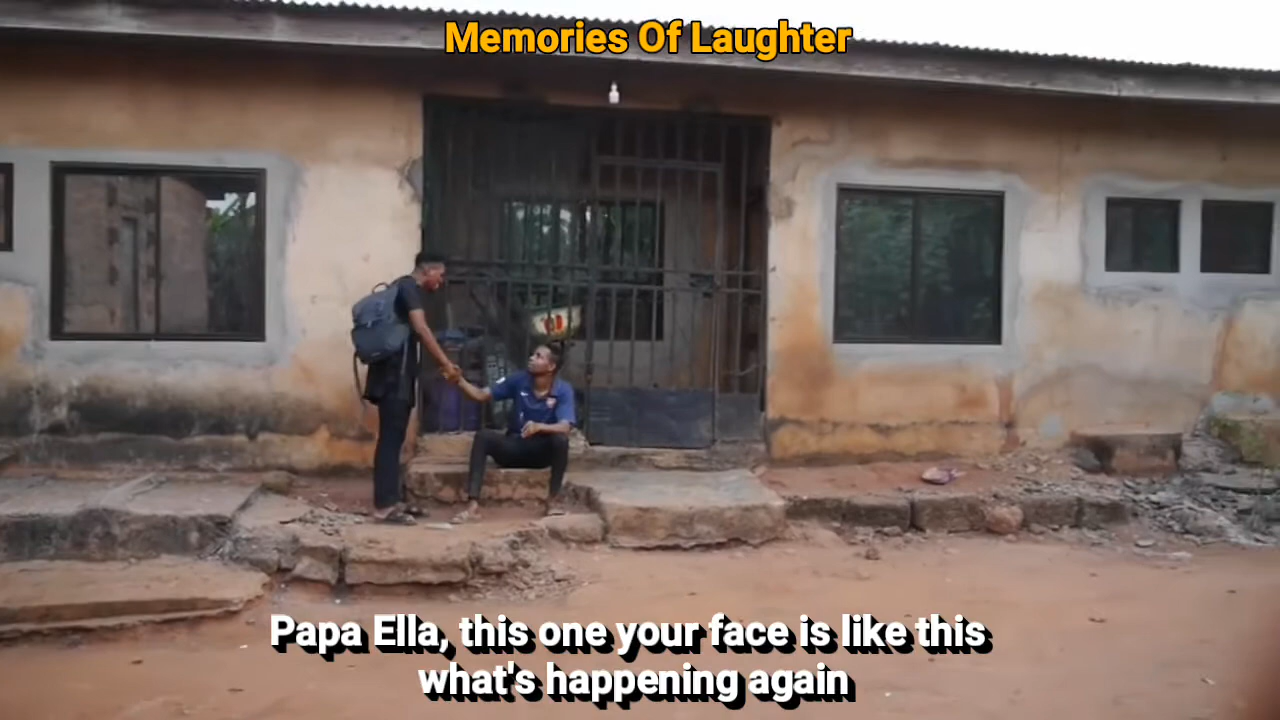 Memories Of Laughter
Papa Ella, this one your face is like this
what's happening again